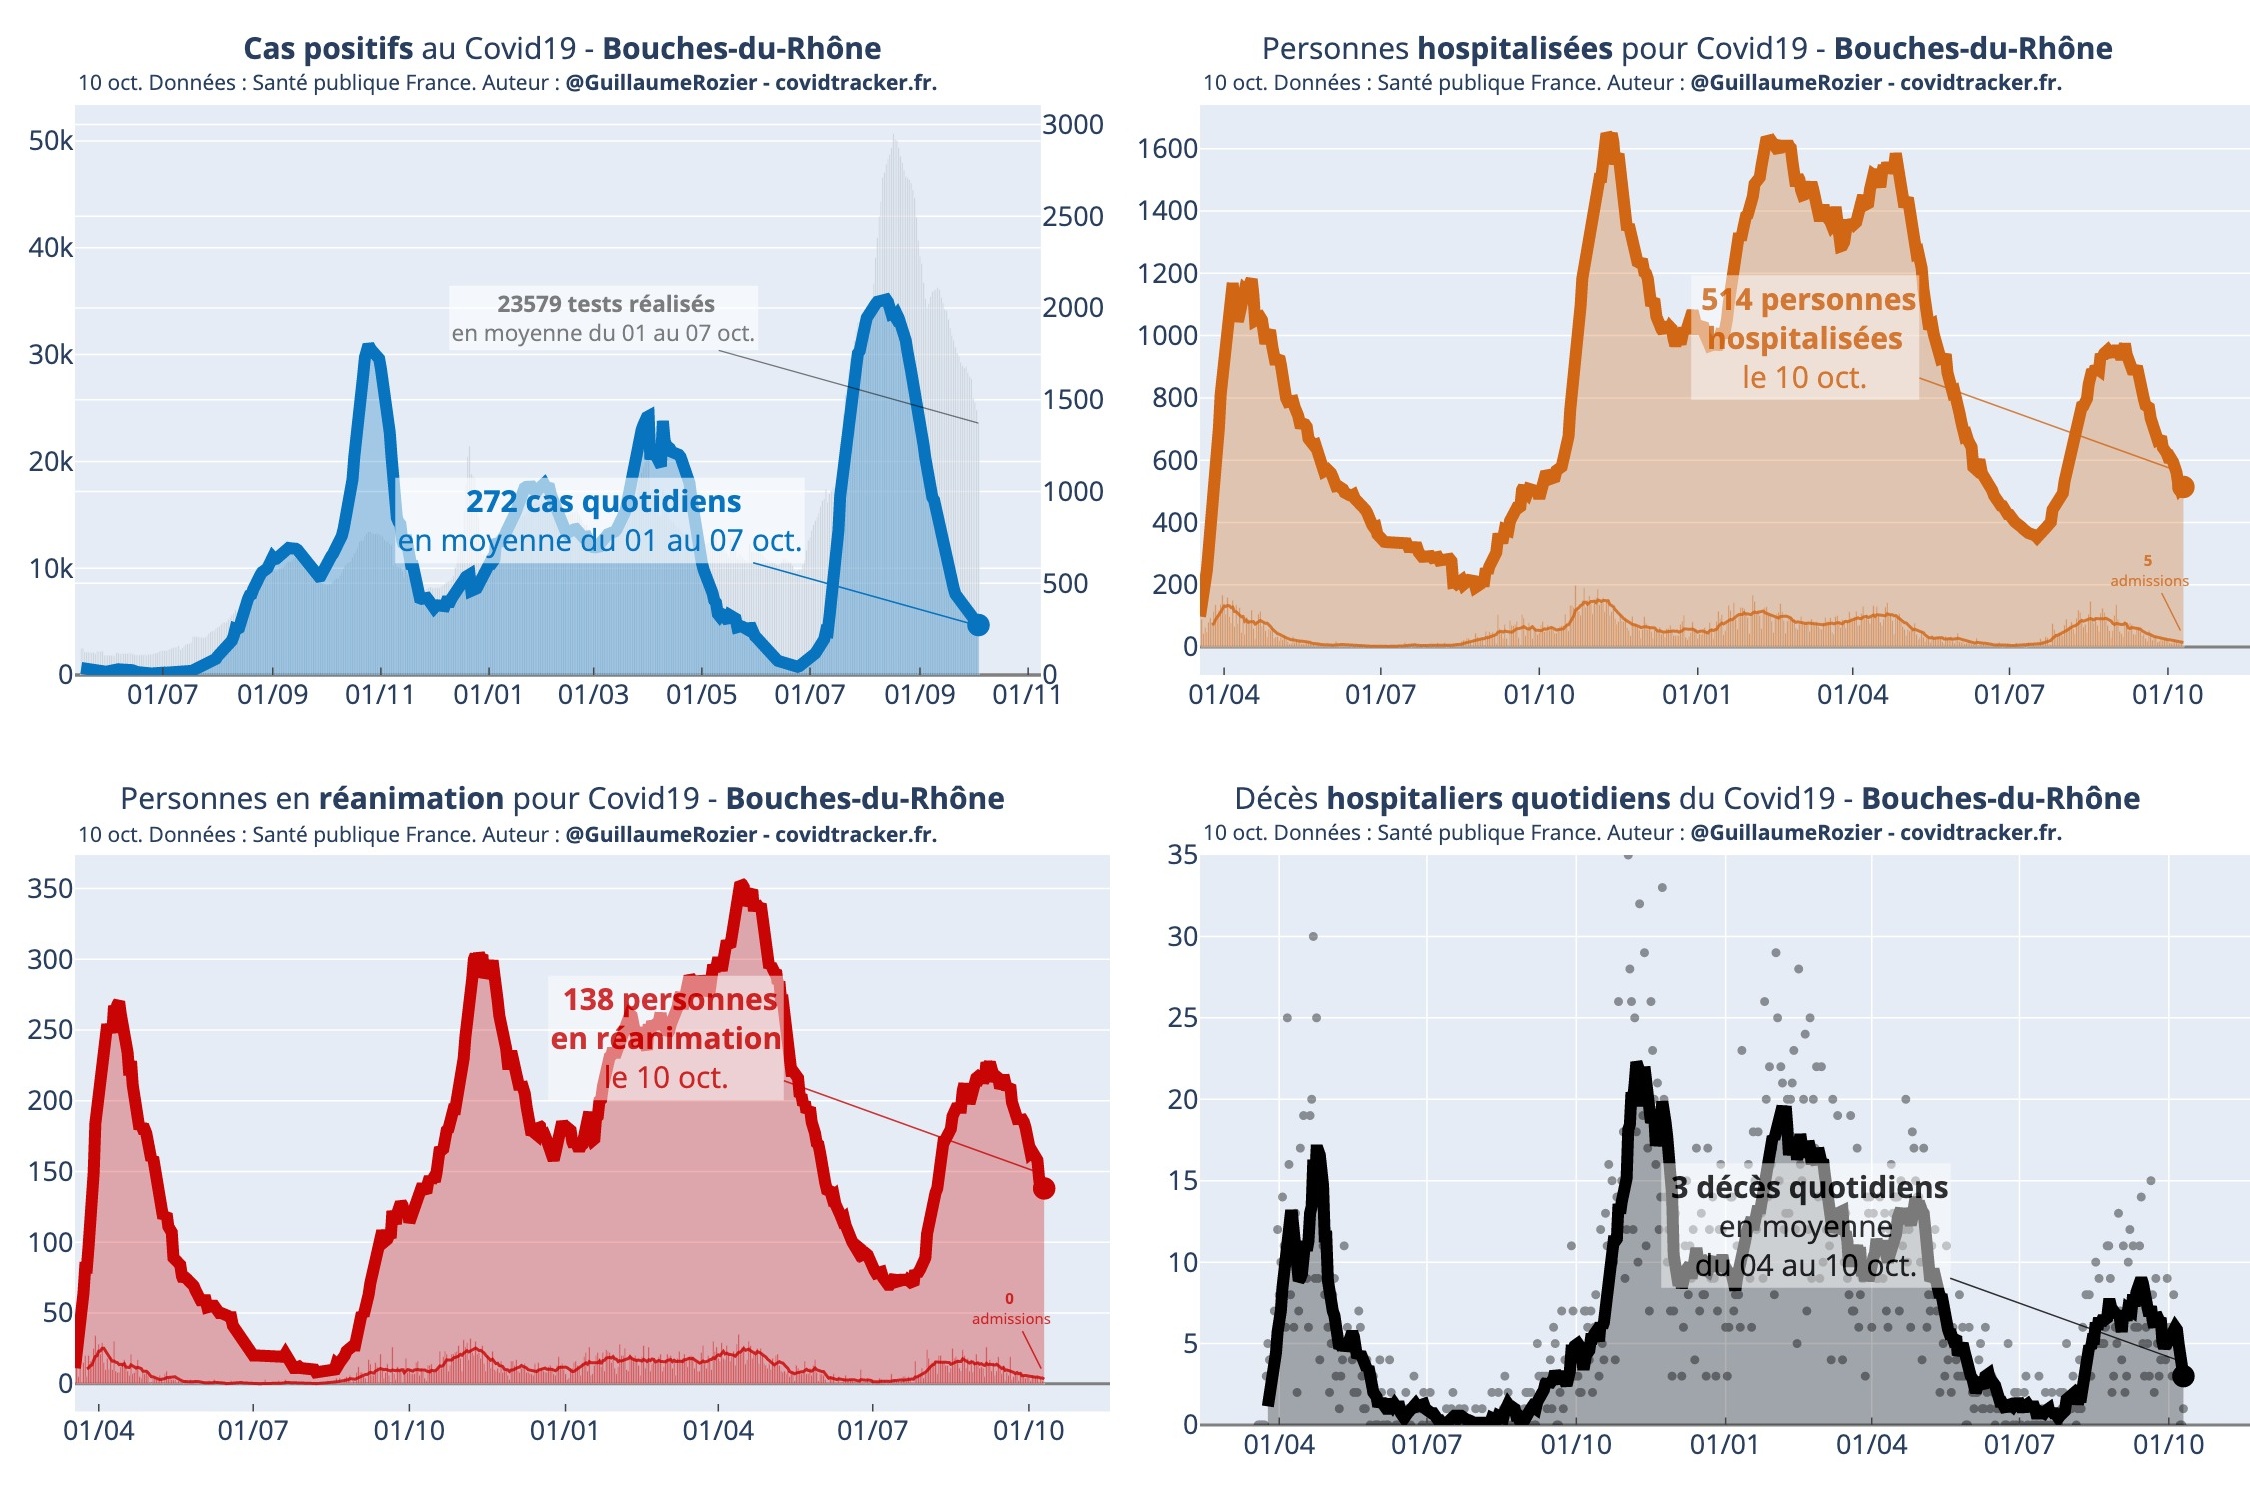 Cas positifs au Covid19 - Bouches-du-Rhône
10 oct. Données : Santé publique France. Auteur : @GuillaumeRozier - covidtracker.fr.
50k
40k
30k
20k
10k
0
3000
2500
2000
1500
1000
500
0
23579 tests réalisés
en moyenne du 01 au 07 oct.
272 cas quotidiens
en moyenne du 01 au 07 oct.
01/07 01/09 01/11 01/01 01/03 01/05 01/07 01/09 01/11
Personnes hospitalisées pour Covid19 - Bouches-du-Rhône
10 oct. Données : Santé publique France. Auteur : @GuillaumeRozier - covidtracker.fr.
1600
1400
1200
1000
800
600
400
200
0
514 personnes
hospitalisées
le 10 oct.
5
admissions
01/04 01/07 01/10 01/01 01/04 01/07 01/10
Personnes en réanimation pour Covid19 - Bouches-du-Rhône
10 oct. Données : Santé publique France. Auteur : @GuillaumeRozier - covidtracker.fr.
350
300
250
200
150
100
50
0
138 personnes
en réanimation
le 10 oct.
0
admissions
01/04 01/07 01/10 01/01 01/04 01/07 01/10
Décès hospitaliers quotidiens du Covid19 - Bouches-du-Rhône
10 oct. Données : Santé publique France. Auteur : @GuillaumeRozier - covidtracker.fr.
35
30
25
20
15
10
5
0
3 décès quotidiens
en moyenne
du 04 au 10 oct.
01/04 01/07 01/10 01/01 01/04 01/07 01/10